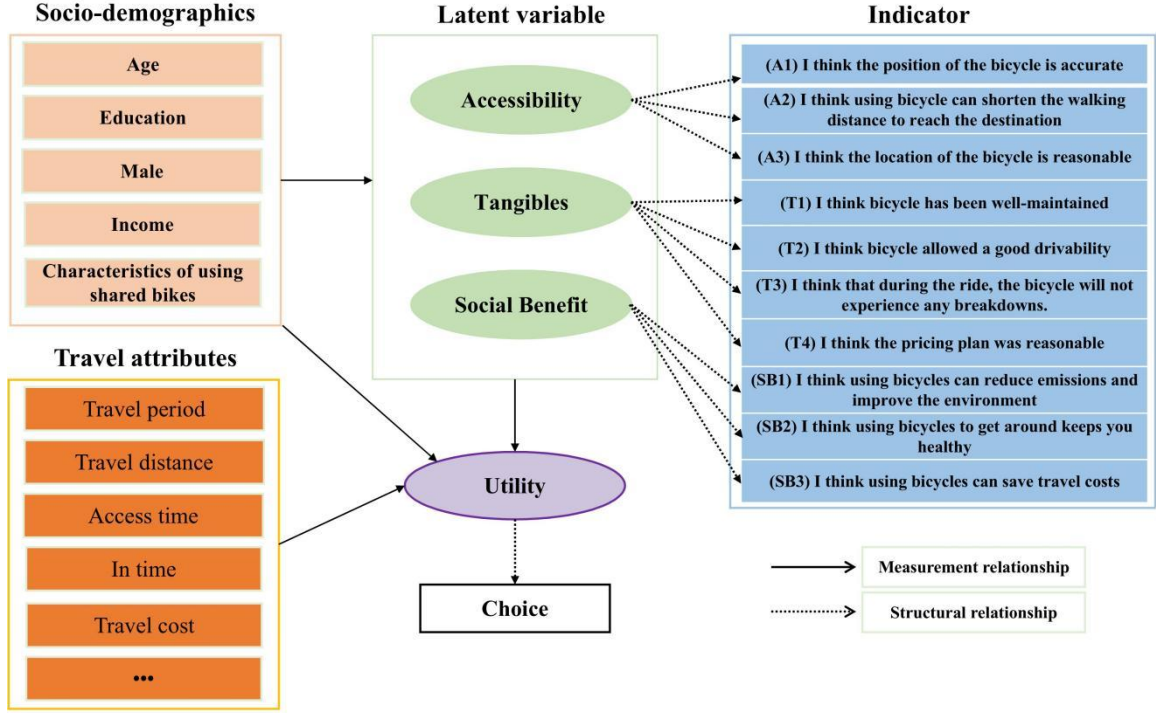 Socio-demographics
Age
Education
Male
Income
Characteristics of using
shared bikes
Travel attributes
Travel period
Travel distance
Access time
In time
Travel cost
...
Latent variable
Accessibility
Tangibles
Social Benefit
Utility
Choice
Indicator
(A1) I think the position of the bicycle is accurate
(A2) I think using bicycle can shorten the walking
distance to reach the destination
(A3) I think the location of the bicycle is reasonable
(T1) I think bicycle has been well-maintained
(T2) I think bicycle allowed a good drivability
(T3) I think that during the ride, the bicycle will not
experience any breakdowns.
(T4) I think the pricing plan was reasonable
(SB1) I think using bicycles can reduce emissions and
improve the environment
(SB2) I think using bicycles to get around keeps you
healthy
(SB3) I think using bicycles can save travel costs
Measurement relationship
Structural relationship